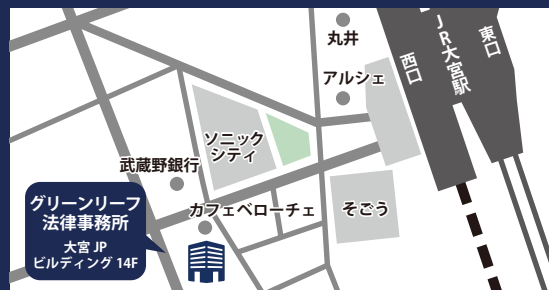 丸井
JR大宮駅
東口
西口
アルシェ
ソニック
シティ
武蔵野銀行
グリーンリーフ
法律事務所
大宮 JP
ビルディング 14F
カフェベローチェ
そごう